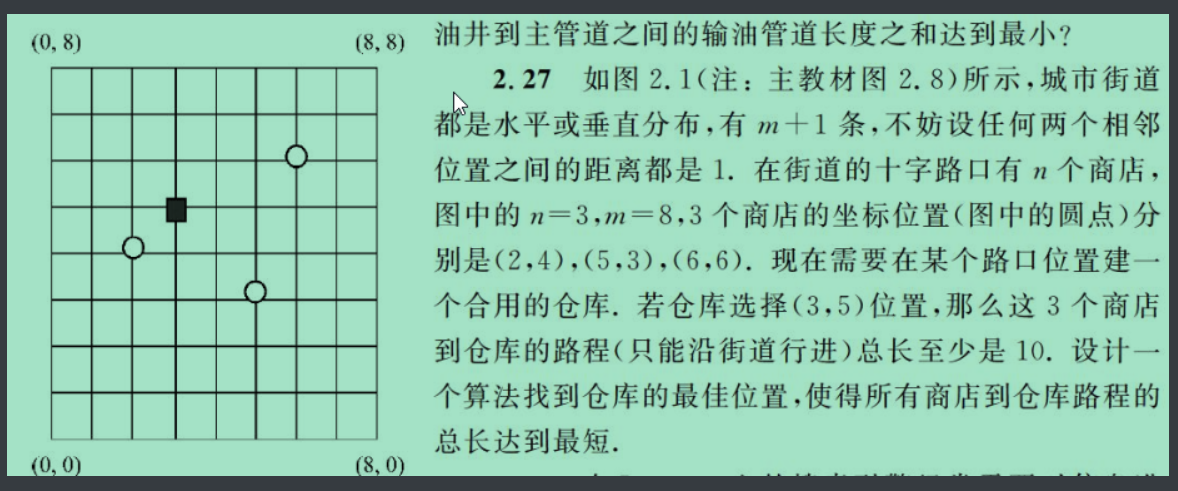 (0, 8)
(8, 8)
(0, 0)
(8, 0)
油井到主管道之间的输油管道长度之和达到最小?
2.27 如图 2.1(注: 主教材图 2.8)所示,城市街道
都是水平或垂直分布,有 m+1 条,不妨设任何两个相邻
位置之间的距离都是 1. 在街道的十字路口有 n 个商店,
图中的 n=3,m=8,3 个商店的坐标位置(图中的圆点)分
别是(2,4),(5,3),(6,6). 现在需要在某个路口位置建一
个合用的仓库. 若仓库选择(3,5)位置,那么这 3 个商店
到仓库的路程(只能沿街道行进)总长至少是 10. 设计一
个算法找到仓库的最佳位置,使得所有商店到仓库路程的
总长达到最短.